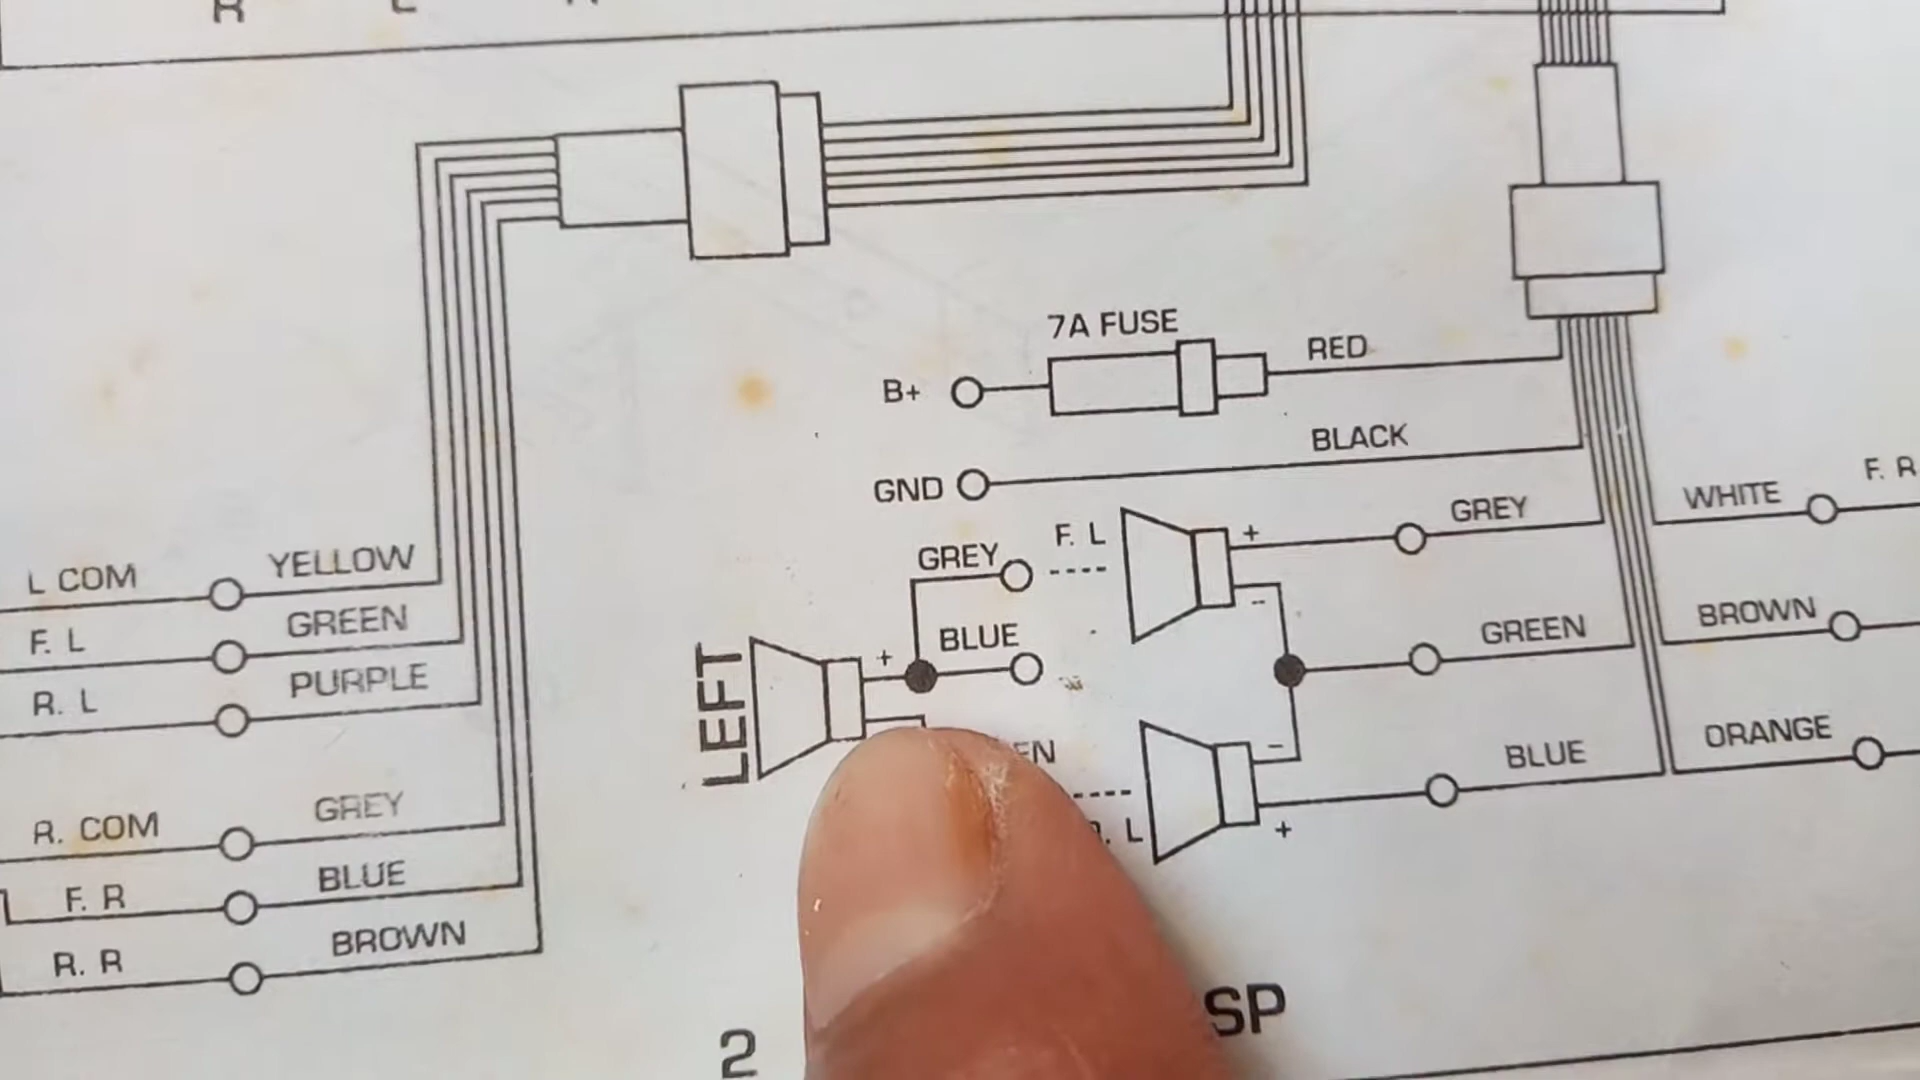 7A FUSE
B+
RED
GND
BLACK
F. L
+
GREY
WHITE
F. R
GREY
-
L COM
YELLOW
F. L
GREEN
BLUE
GREEN
BROWN
R. L
PURPLE
LEFT
+
-
BLUE
ORANGE
R. COM
GREY
L
+
F. R
BLUE
R. R
BROWN
2
SP